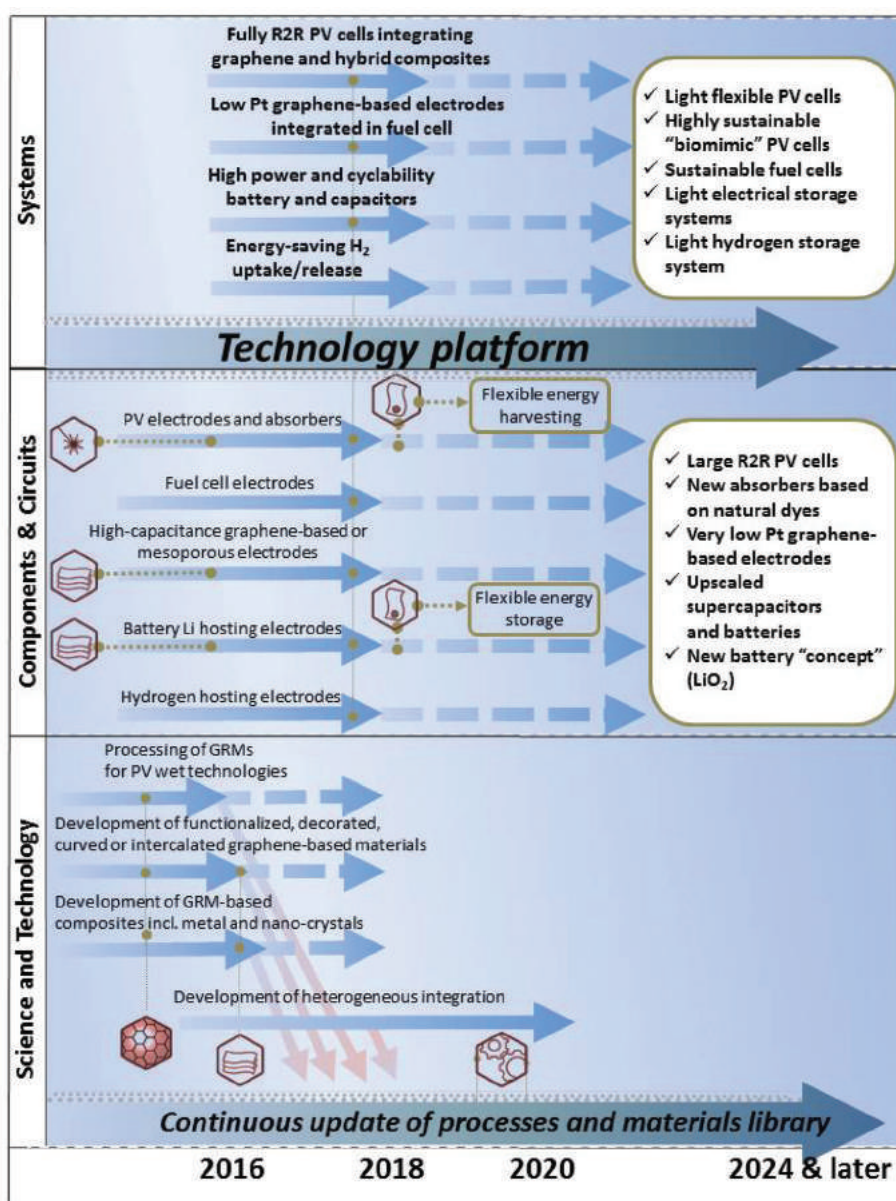 Systems
Fully R2R PV cells integrating
graphene and hybrid composites
Low Pt graphene-based electrodes
integrated in fuel cell
High power and cyclability
battery and capacitors
Energy-saving H₂
uptake/release
✓ Light flexible PV cells
✓ Highly sustainable
"biomimic" PV cells
✓ Sustainable fuel cells
✓ Light electrical storage
systems
✓ Light hydrogen storage
system
Technology platform
Components & Circuits
PV electrodes and absorbers
Flexible energy
harvesting
Fuel cell electrodes
High-capacitance graphene-based or
mesoporous electrodes
Flexible energy
storage
Battery Li hosting electrodes
Hydrogen hosting electrodes
✓ Large R2R PV cells
✓ New absorbers based
on natural dyes
✓ Very low Pt graphene-
based electrodes
✓ Upscaled
supercapacitors
and batteries
✓ New battery "concept"
(LiO₂)
Science and Technology
Processing of GRMs
for PV wet technologies
Development of functionalized, decorated,
curved or intercalated graphene-based materials
Development of GRM-based
composites incl. metal and nano-crystals
Development of heterogeneous integration
Continuous update of processes and materials library
2016 2018 2020 2024 & later